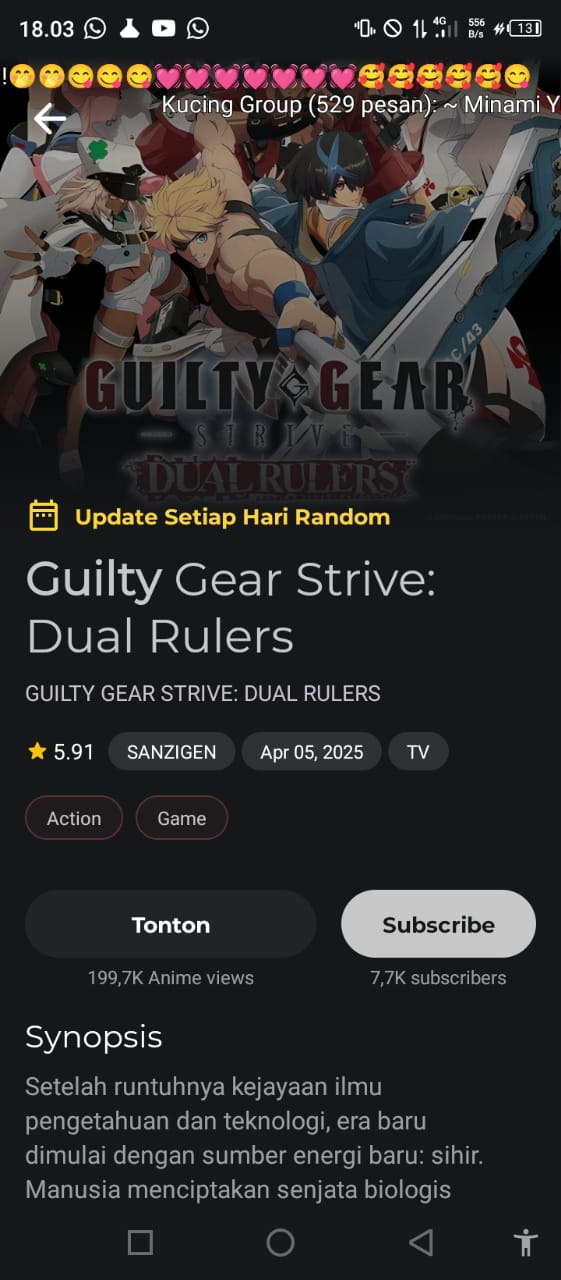 18.03
4G
556
B/s
13
!🤭🤭😋😋😋💓💓💓💓💓💓💓🥰🥰🥰🥰🥰😋
Kucing Group (529 pesan): ~ Minami Y
C/43
GUILTY GEAR
STRIVE
DUAL RULERS
Update Setiap Hari Random
Guilty Gear Strive:
Dual Rulers
GUILTY GEAR STRIVE: DUAL RULERS
5.91 SANZIGEN Apr 05, 2025 TV
Action Game
Tonton Subscribe
199,7K Anime views 7,7K subscribers
Synopsis
Setelah runtuhnya kejayaan ilmu
pengetahuan dan teknologi, era baru
dimulai dengan sumber energi baru: sihir.
Manusia menciptakan senjata biologis